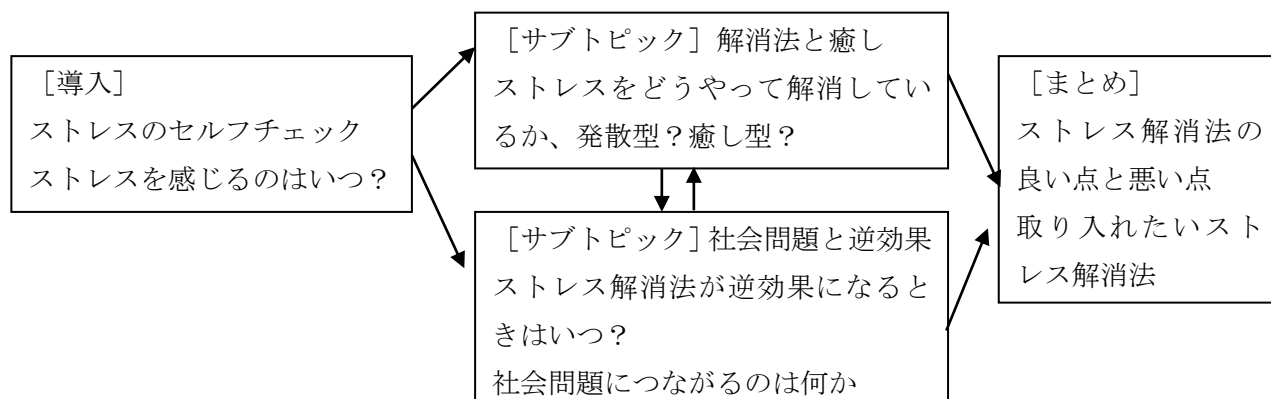 ［導入］
ストレスのセルフチェック
ストレスを感じるのはいつ？
［サブトピック］解消法と癒し
ストレスをどうやって解消してい
るか、発散型？癒し型？
［サブトピック］社会問題と逆効果
ストレス解消法が逆効果になると
きはいつ？
社会問題につながるのは何か
［まとめ］
ストレス解消法の
良い点と悪い点
取り入れたいスト
レス解消法